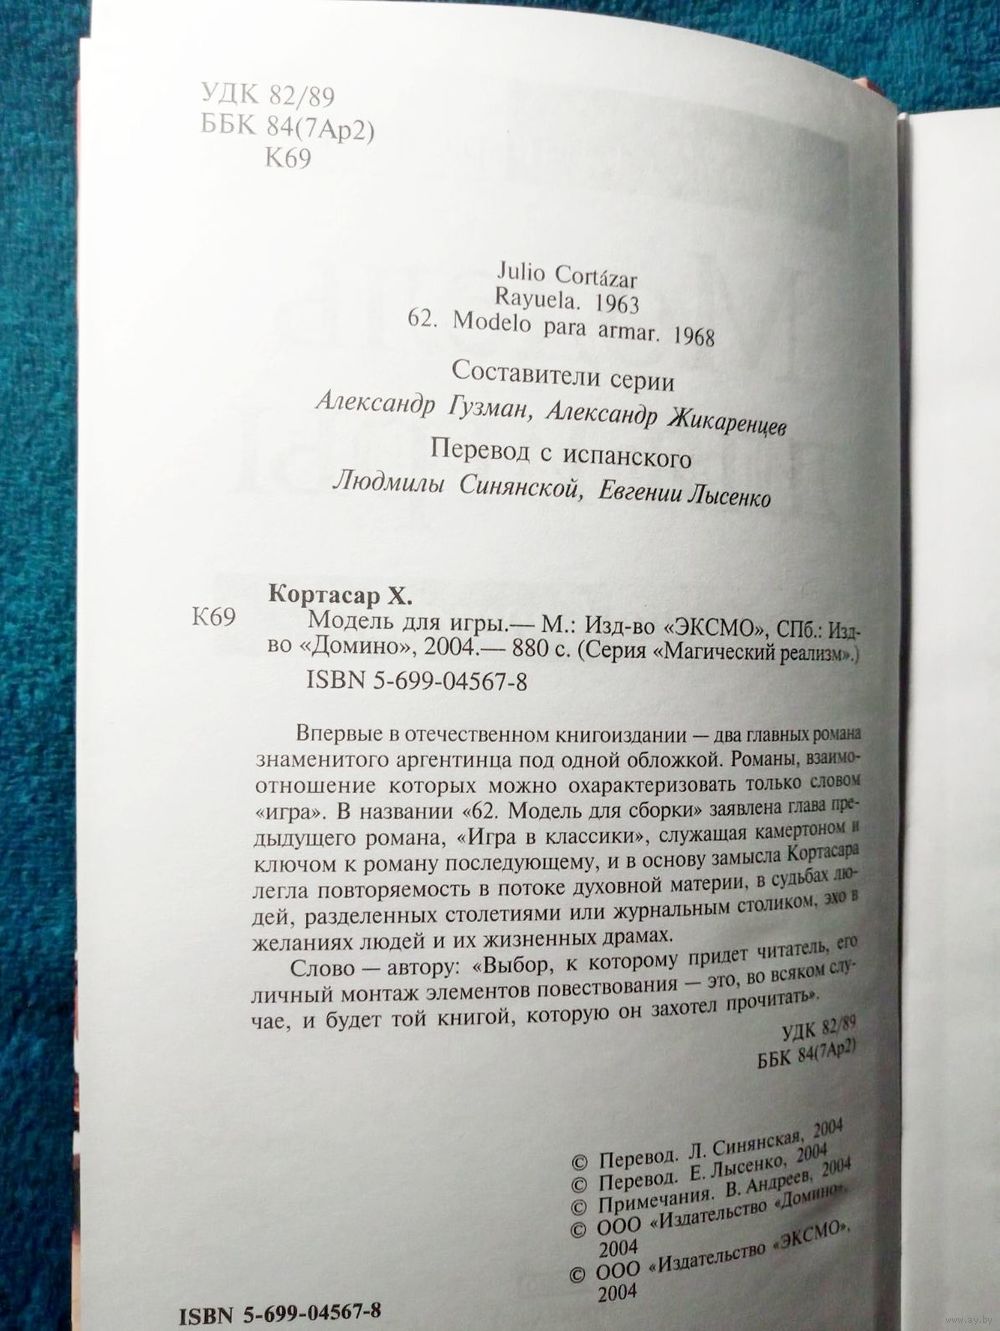 УДК 82/89
ББК 84(7Ар2)
К69
Julio Cortázar
Rayuela. 1963
62. Modelo para armar. 1968
Составители серии
Александр Гузман, Александр Жикаренцев
Перевод с испанского
Людмилы Синянской, Евгении Лысенко
Кортасар Х.
К69 Модель для игры.— М.: Изд-во «ЭКСМО», СПб.: Изд-
во «Домино», 2004.— 880 с. (Серия «Магический реализм».)
ISBN 5-699-04567-8
Впервые в отечественном книгоиздании — два главных романа
знаменитого аргентинца под одной обложкой. Романы, взаимо-
отношение которых можно охарактеризовать только словом
«игра». В названии «62. Модель для сборки» заявлена глава пре-
дыдущего романа, «Игра в классики», служащая камертоном и
ключом к роману последующему, и в основу замысла Кортасара
легла повторяемость в потоке духовной материи, в судьбах лю-
дей, разделенных столетиями или журнальным столиком, эхо в
желаниях людей и их жизненных драмах.
Слово — автору: «Выбор, к которому придет читатель, его
личный монтаж элементов повествования — это, во всяком слу-
чае, и будет той книгой, которую он захотел прочитать».
УДК 82/89
ББК 84(7Ар2)
© Перевод. Л. Синянская, 2004
© Перевод. Е. Лысенко, 2004
© Примечания. В. Андреев, 2004
© ООО «Издательство «Домино»,
2004
© ООО «Издательство «ЭКСМО»,
2004
ISBN 5-699-04567-8
www.ay.by